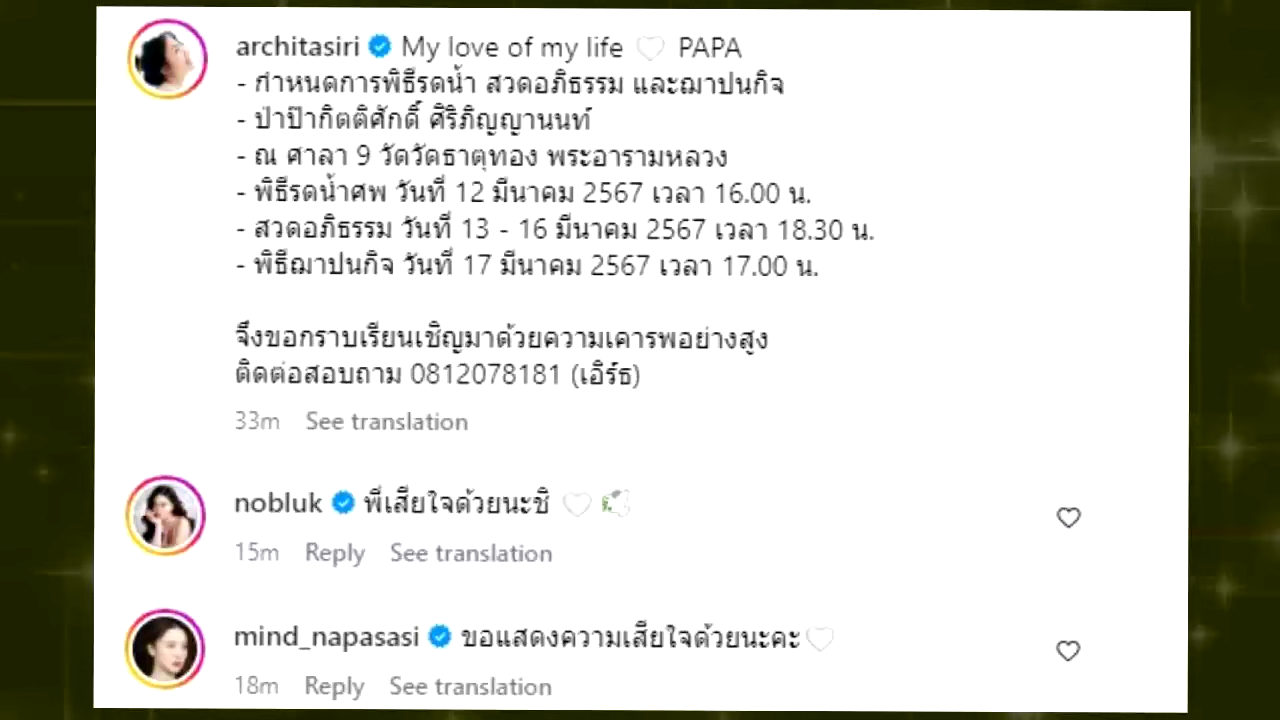 architasiri My love of my life 🤍 PAPA
- กำหนดการพิธีรดน้ำ สวดอภิธรรม และฌาปนกิจ
- ป่าป๊ากิตติศักดิ์ ศิริภิญญานนท์
- ณ ศาลา 9 วัดวัดธาตุทอง พระอารามหลวง
- พิธีรดน้ำศพ วันที่ 12 มีนาคม 2567 เวลา 16.00 น.
- สวดอภิธรรม วันที่ 13 - 16 มีนาคม 2567 เวลา 18.30 น.
- พิธีฌาปนกิจ วันที่ 17 มีนาคม 2567 เวลา 17.00 น.
จึงขอกราบเรียนเชิญมาด้วยความเคารพอย่างสูง
ติดต่อสอบถาม 0812078181 (เอิร์ธ)
33m See translation
nobluk พี่เสียใจด้วยนะชิ 🤍 🕊
15m Reply See translation
mind_napasasi ขอแสดงความเสียใจด้วยนะคะ🤍
18m Reply See translation